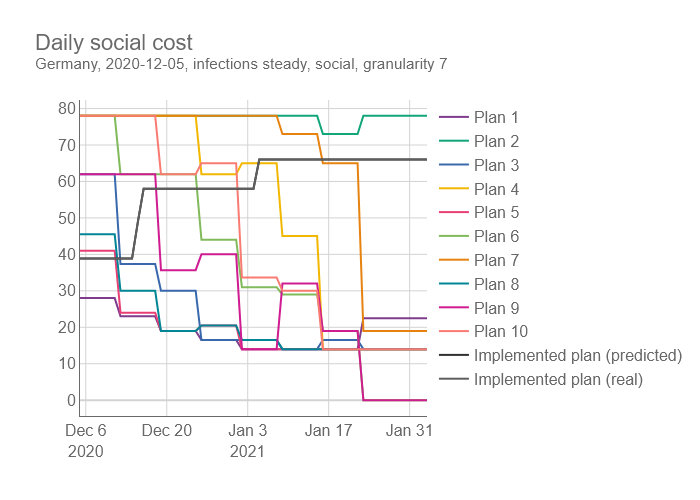 Daily social cost
Germany, 2020-12-05, infections steady, social, granularity 7
80
70
60
50
40
30
20
10
0
Dec 6
2020
Dec 20
Jan 3
2021
Jan 17
Jan 31
Plan 1
Plan 2
Plan 3
Plan 4
Plan 5
Plan 6
Plan 7
Plan 8
Plan 9
Plan 10
Implemented plan (predicted)
Implemented plan (real)